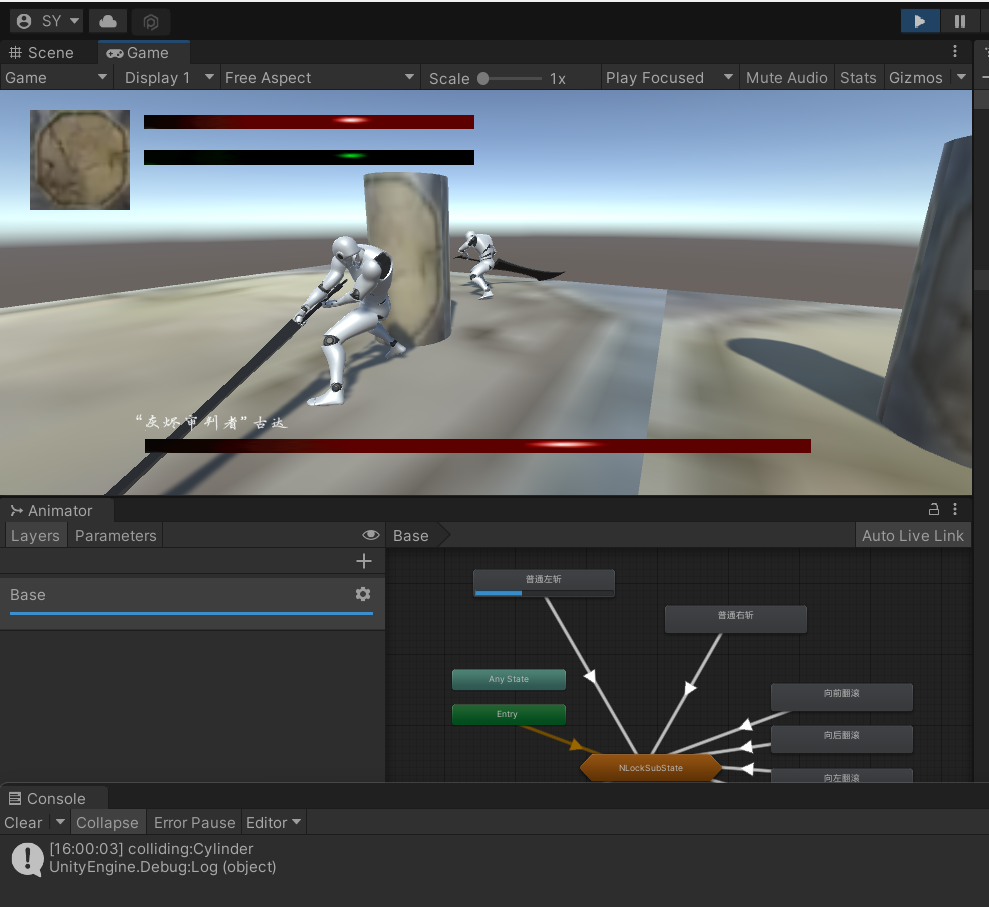 SY
Scene
Game
Game
Display 1
Free Aspect
Scale
1x
Play Focused
Mute Audio
Stats
Gizmos
“灰烬审判者”古达
Animator
Layers
Parameters
Base
Auto Live Link
Base
普通左斩
普通右斩
Any State
向前翻滚
Entry
向后翻滚
NLockSubState
向左翻滚
Console
Clear
Collapse
Error Pause
Editor
[16:00:03] colliding:Cylinder
UnityEngine.Debug:Log (object)